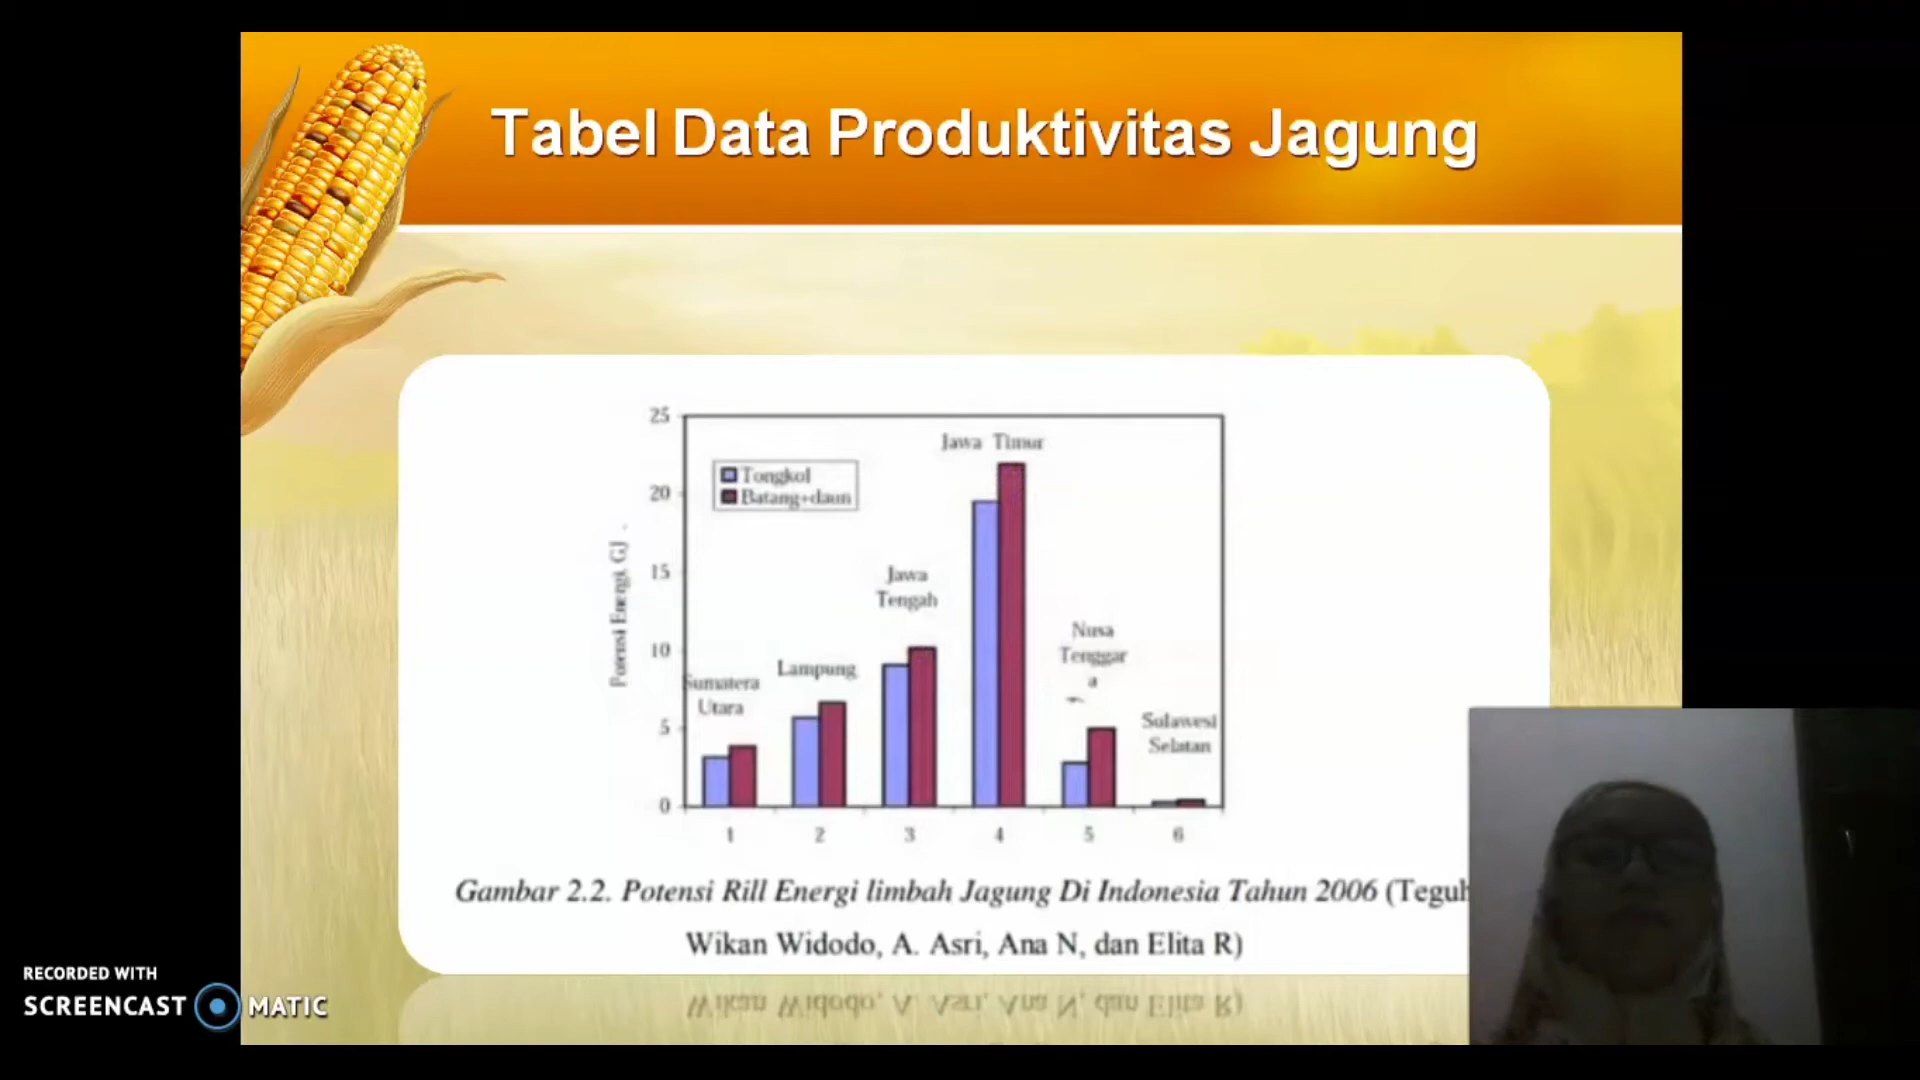 Tabel Data Produktivitas Jagung
25
20
15
10
5
0
Potensi Energi, GJ
Tongkol
Batang+daun
Sumatera
Utara
Lampung
Jawa
Tengah
Jawa Timur
Nusa
Tenggar
a
Sulawesi
Selatan
1 2 3 4 5 6
Gambar 2.2. Potensi Rill Energi limbah Jagung Di Indonesia Tahun 2006 (Teguh
Wikan Widodo, A. Asri, Ana N, dan Elita R)
RECORDED WITH
SCREENCAST MATIC